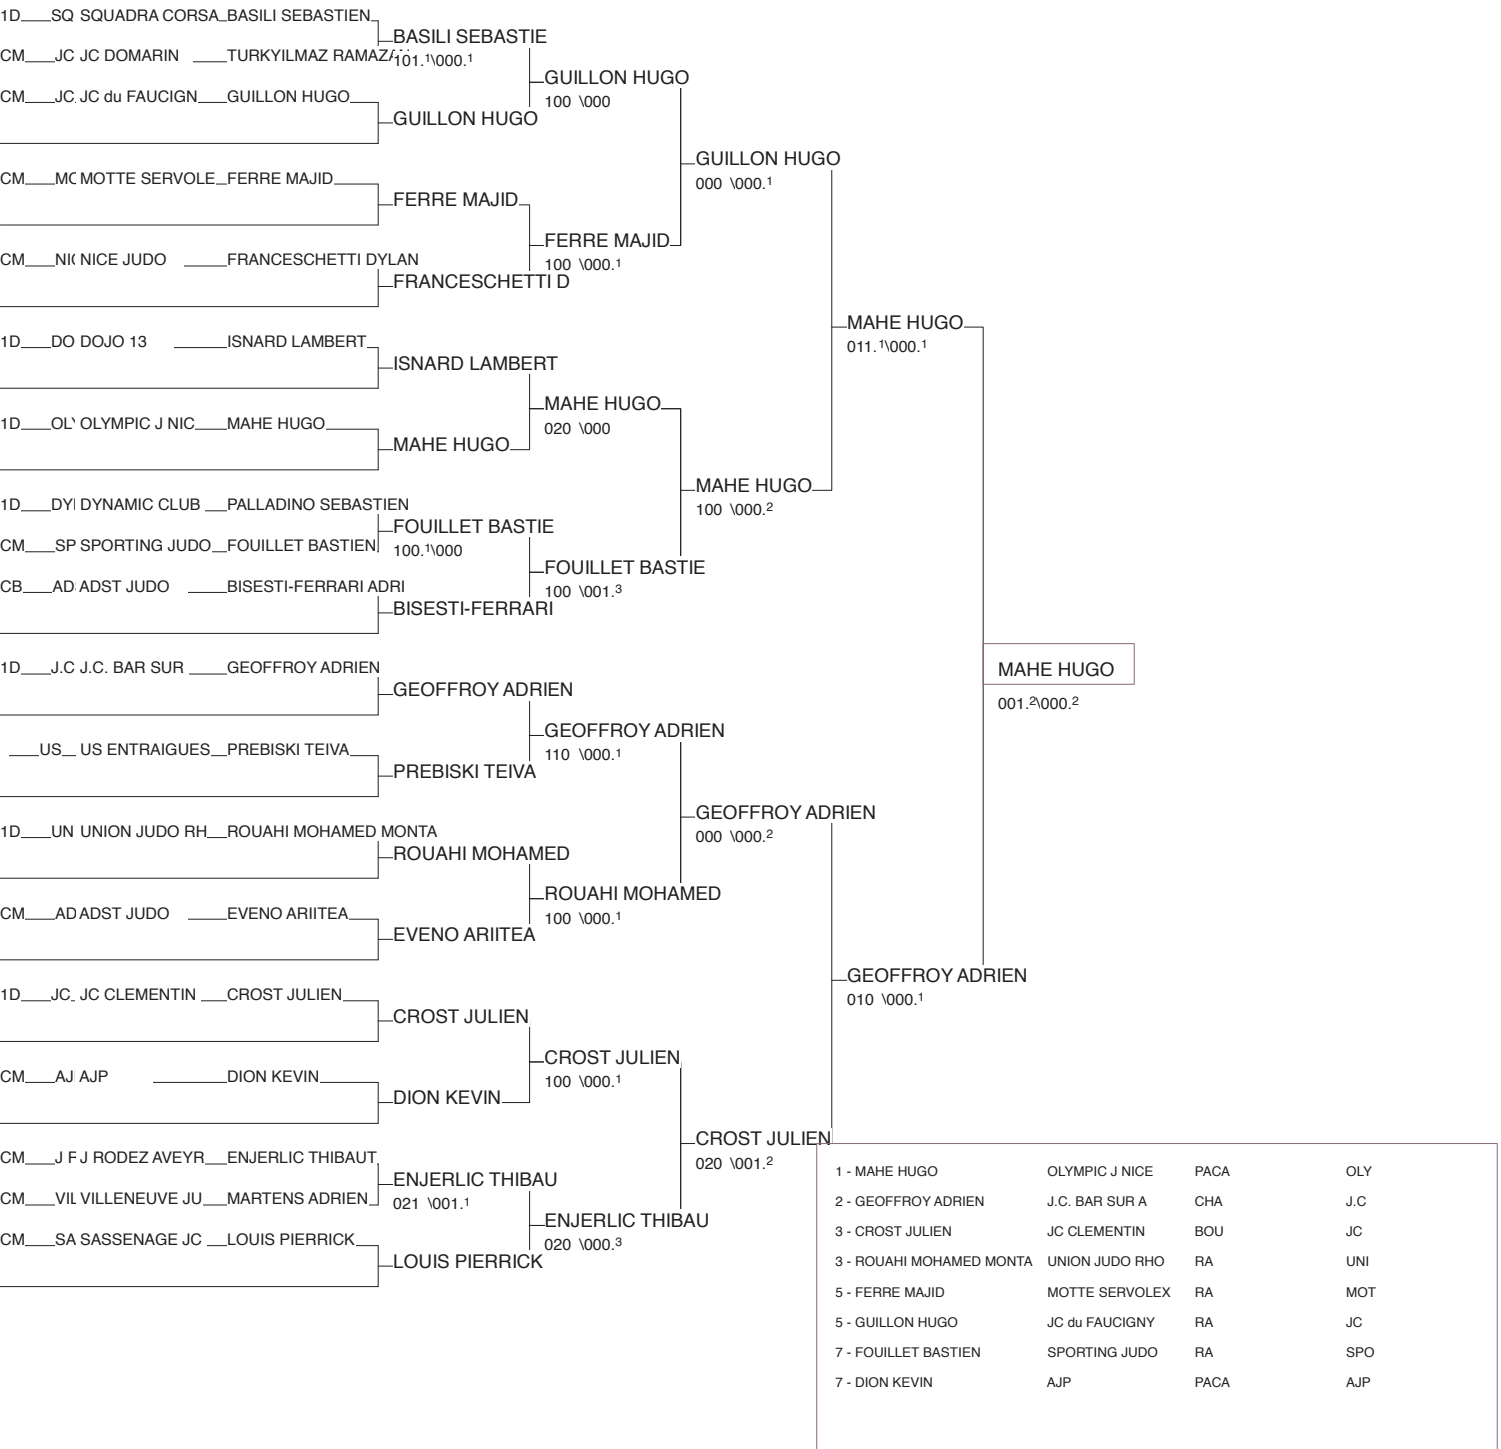 1D SQ SQUADRA CORSA BASILI SEBASTIEN
BASILI SEBASTIE
CM JC JC DOMARIN TURKYILMAZ RAMAZAN
101.1\000.1
GUILLON HUGO
100 \000
CM JC JC du FAUCIGN GUILLON HUGO
GUILLON HUGO
GUILLON HUGO
000 \000.1
CM MO MOTTE SERVOLE FERRE MAJID
FERRE MAJID
FERRE MAJID
100 \000.1
CM NIC NICE JUDO FRANCESCHETTI DYLAN
FRANCESCHETTI D
MAHE HUGO
011.1\000.1
1D DO DOJO 13 ISNARD LAMBERT
ISNARD LAMBERT
MAHE HUGO
020 \000
1D OLY OLYMPIC J NIC MAHE HUGO
MAHE HUGO
MAHE HUGO
100 \000.2
1D DY DYNAMIC CLUB PALLADINO SEBASTIEN
FOUILLET BASTIE
CM SP SPORTING JUDO FOUILLET BASTIEN
100.1\000
FOUILLET BASTIE
100 \001.3
CB AD ADST JUDO BISESTI-FERRARI ADRI
BISESTI-FERRARI
MAHE HUGO
001.2\000.2
1D J.C J.C. BAR SUR GEOFFROY ADRIEN
GEOFFROY ADRIEN
GEOFFROY ADRIEN
110 \000.1
US US ENTRAIGUES PREBISKI TEIVA
PREBISKI TEIVA
GEOFFROY ADRIEN
000 \000.2
1D UN UNION JUDO RH ROUAHI MOHAMED MONTA
ROUAHI MOHAMED
ROUAHI MOHAMED
100 \000.1
CM AD ADST JUDO EVENO ARIITEA
EVENO ARIITEA
GEOFFROY ADRIEN
010 \000.1
1D JC JC CLEMENTIN CROST JULIEN
CROST JULIEN
CROST JULIEN
100 \000.1
CM AJ AJP DION KEVIN
DION KEVIN
CROST JULIEN
020 \001.2
CM J R J RODEZ AVEYR ENJERLIC THIBAUT
ENJERLIC THIBAU
CM VIL VILLENEUVE JU MARTENS ADRIEN
021 \001.1
ENJERLIC THIBAU
020 \000.3
CM SA SASSENAGE JC LOUIS PIERRICK
LOUIS PIERRICK
1 - MAHE HUGO OLYMPIC J NICE PACA OLY
2 - GEOFFROY ADRIEN J.C. BAR SUR A CHA J.C
3 - CROST JULIEN JC CLEMENTIN BOU JC
3 - ROUAHI MOHAMED MONTA UNION JUDO RHO RA UNI
5 - FERRE MAJID MOTTE SERVOLEX RA MOT
5 - GUILLON HUGO JC du FAUCIGNY RA JC
7 - FOUILLET BASTIEN SPORTING JUDO RA SPO
7 - DION KEVIN AJP PACA AJP